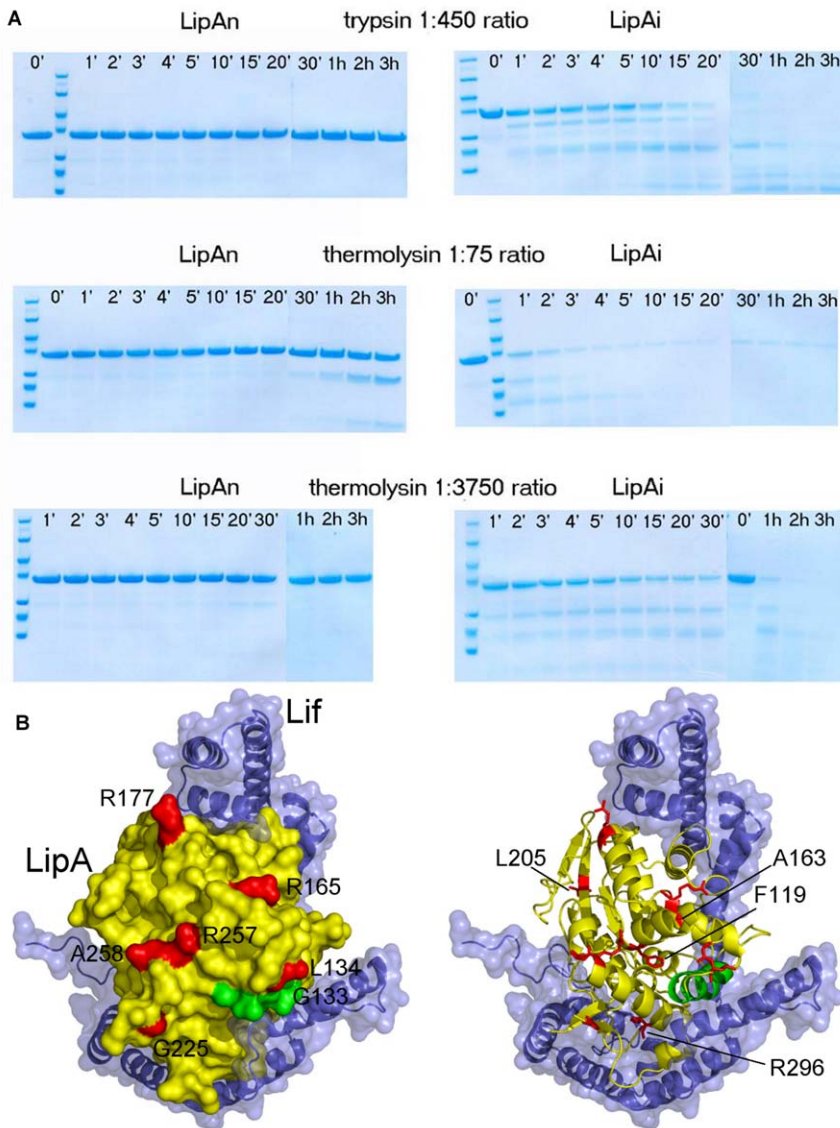 A
LipAn trypsin 1:450 ratio LipAi
0' 1' 2' 3' 4' 5' 10' 15' 20' 30' 1h 2h 3h
0' 1' 2' 3' 4' 5' 10' 15' 20' 30' 1h 2h 3h
LipAn thermolysin 1:75 ratio LipAi
0' 1' 2' 3' 4' 5' 10' 15' 20' 30' 1h 2h 3h
0' 1' 2' 3' 4' 5' 10' 15' 20' 30' 1h 2h 3h
LipAn thermolysin 1:3750 ratio LipAi
1' 2' 3' 4' 5' 10' 15' 20' 30' 1h 2h 3h
1' 2' 3' 4' 5' 10' 15' 20' 30' 0' 1h 2h 3h
B
Lif
R177
LipA
R165
R257
A258
L134
G133
G225
L205
A163
F119
R296